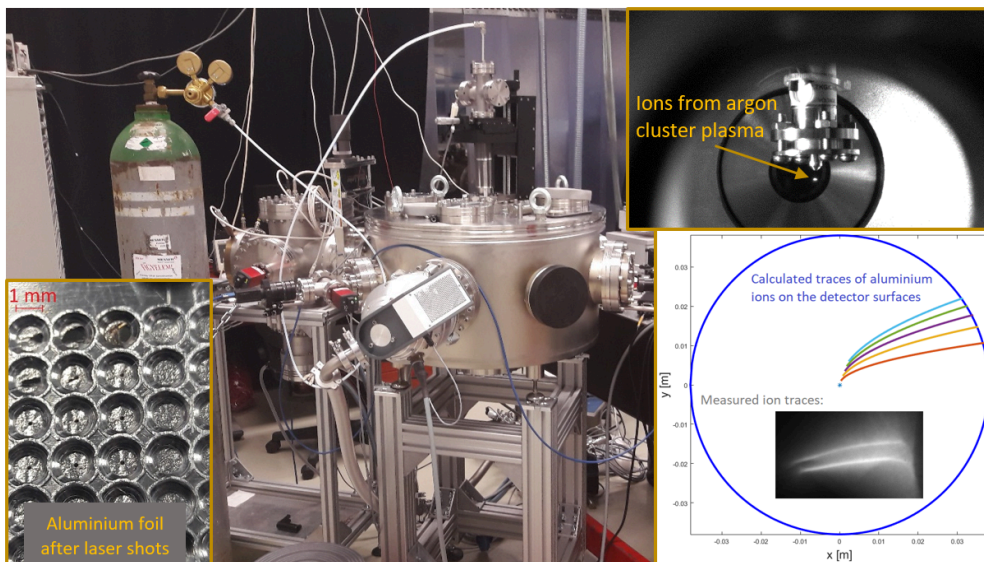 Ions from argon
cluster plasma
1 mm
Aluminium foil
after laser shots
Calculated traces of aluminium
ions on the detector surfaces
Measured ion traces:
y [m]
0.03
0.02
0.01
0
-0.01
-0.02
-0.03
-0.03
-0.02
-0.01
0
0.01
0.02
0.03
x [m]